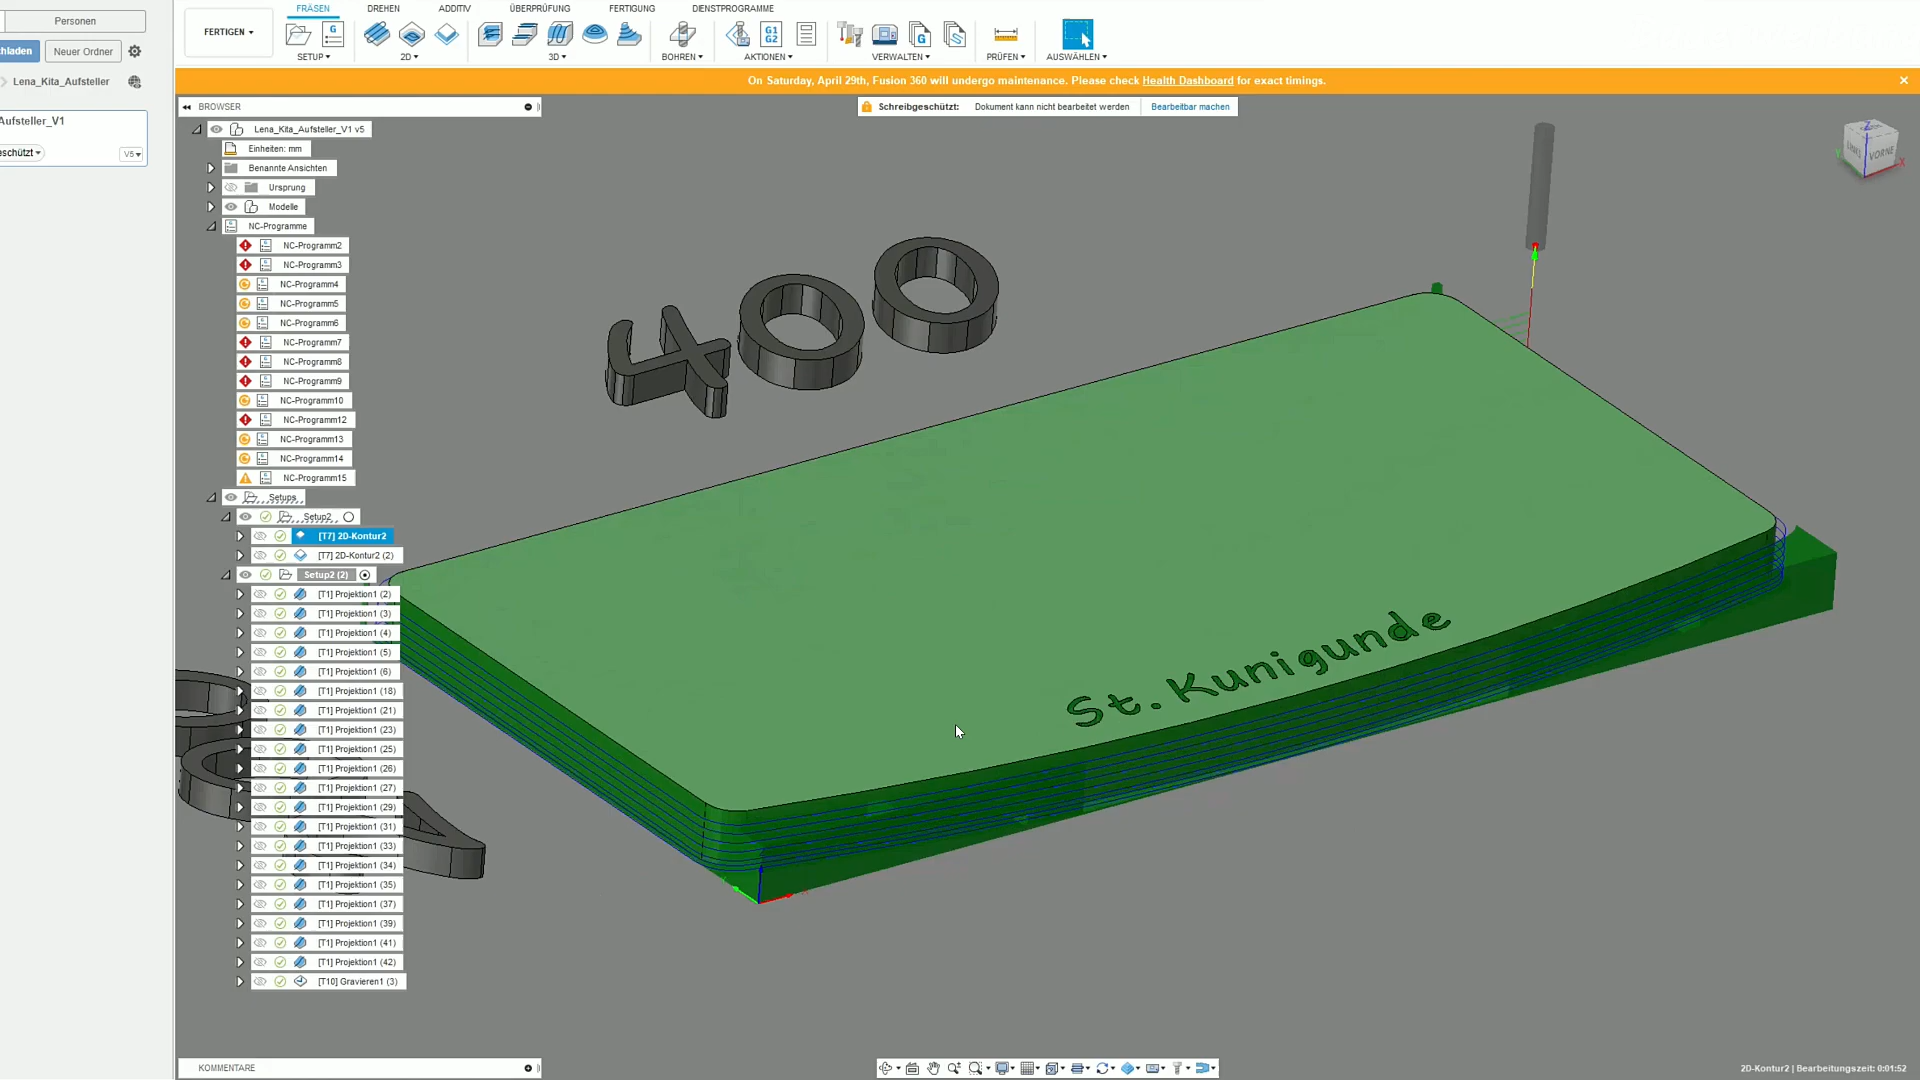 Personen
FRÄSEN
DREHEN
ADDITIV
ÜBERPRÜFUNG
FERTIGUNG
DIENSTPROGRAMME
FERTIGEN
SETUP
2D
3D
BOHREN
G1
G2
AKTIONEN
VERWALTEN
PRÜFEN
AUSWÄHLEN
Neuer Ordner
Lena_Kita_Aufsteller
On Saturday, April 29th, Fusion 360 will undergo maintenance. Please check Health Dashboard for exact timings.
BROWSER
Schreibgeschützt: Dokument kann nicht bearbeitet werden Bearbeitbar machen
Aufsteller_V1
V5
Lena_Kita_Aufsteller_V1 v5
Einheiten: mm
Benannte Ansichten
Ursprung
Modelle
NC-Programme
NC-Programm2
NC-Programm3
NC-Programm4
NC-Programm5
NC-Programm6
NC-Programm7
NC-Programm8
NC-Programm9
NC-Programm10
NC-Programm12
NC-Programm13
NC-Programm14
NC-Programm15
Setups
Setup2
[T7] 2D-Kontur2
[T7] 2D-Kontur2 (2)
Setup2 (2)
[T1] Projektion1 (2)
[T1] Projektion1 (3)
[T1] Projektion1 (4)
[T1] Projektion1 (5)
[T1] Projektion1 (6)
[T1] Projektion1 (18)
[T1] Projektion1 (21)
[T1] Projektion1 (23)
[T1] Projektion1 (25)
[T1] Projektion1 (26)
[T1] Projektion1 (27)
[T1] Projektion1 (29)
[T1] Projektion1 (31)
[T1] Projektion1 (33)
[T1] Projektion1 (34)
[T1] Projektion1 (35)
[T1] Projektion1 (37)
[T1] Projektion1 (39)
[T1] Projektion1 (41)
[T1] Projektion1 (42)
[T10] Gravieren1 (3)
400
St. Kunigunde
VORNE
KOMMENTARE
2D-Kontur2 | Bearbeitungszeit: 0:01:52